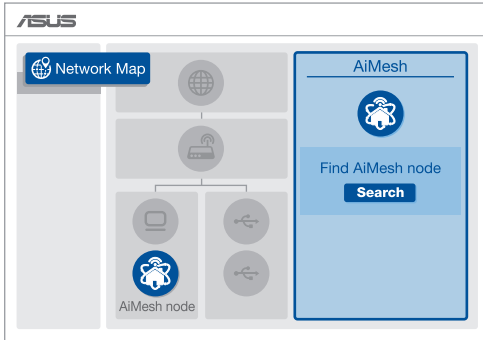 ASUS
Network Map
AiMesh
Find AiMesh node
Search
AiMesh node